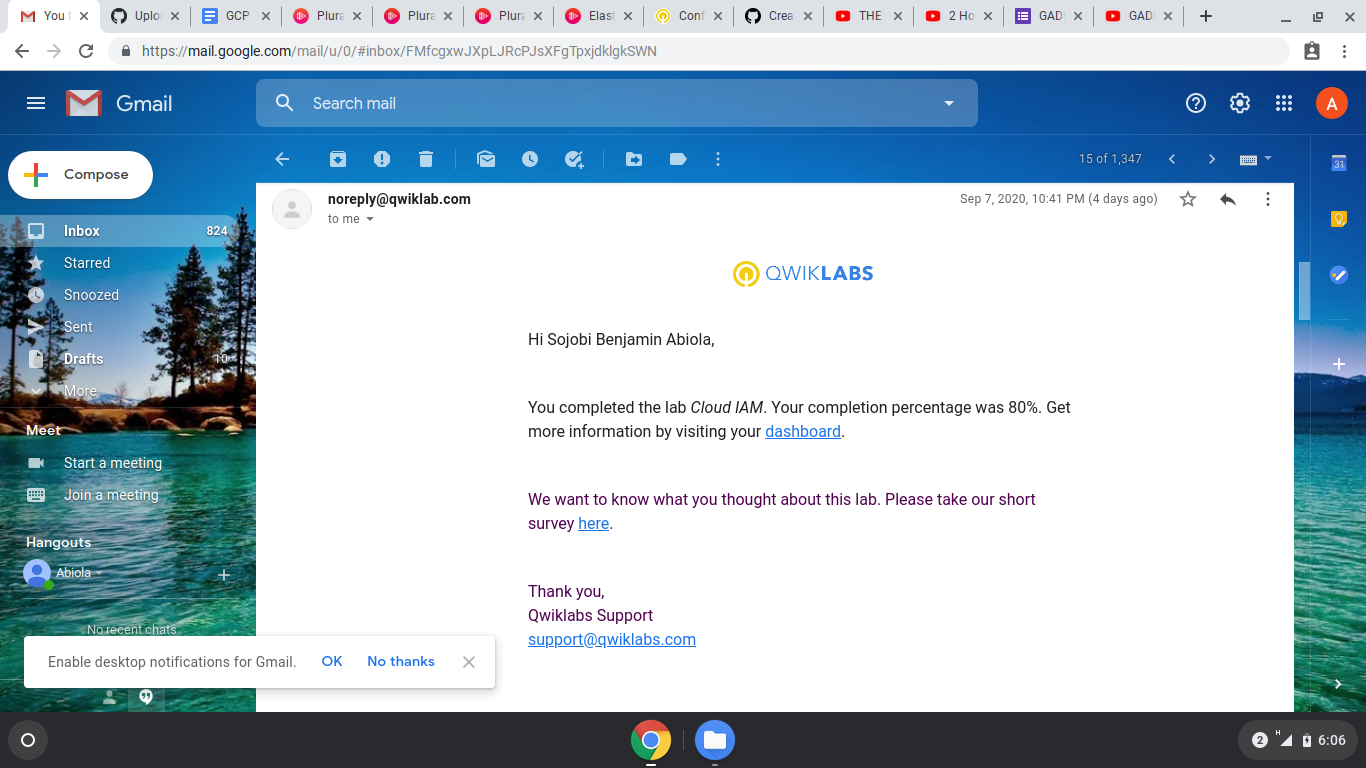 You f
Uplo
GCP
Plura
Plura
Plura
Elast
Conf
Creat
THE
2 Ho
GADS
GADS
https://mail.google.com/mail/u/0/#inbox/FMfcgxwJXpLJRcPJsXFgTpxjdklgkSWN
Gmail
Search mail
A
Compose
15 of 1,347
31
Inbox 824
Starred
Snoozed
Sent
Drafts 10
More
Meet
Start a meeting
Join a meeting
Hangouts
Abiola
No recent chats
noreply@qwiklab.com
to me
Sep 7, 2020, 10:41 PM (4 days ago)
QWIKLABS
Hi Sojobi Benjamin Abiola,
You completed the lab Cloud IAM. Your completion percentage was 80%. Get
more information by visiting your dashboard.
We want to know what you thought about this lab. Please take our short
survey here.
Thank you,
Qwiklabs Support
support@qwiklabs.com
Enable desktop notifications for Gmail. OK No thanks
2 H 6:06